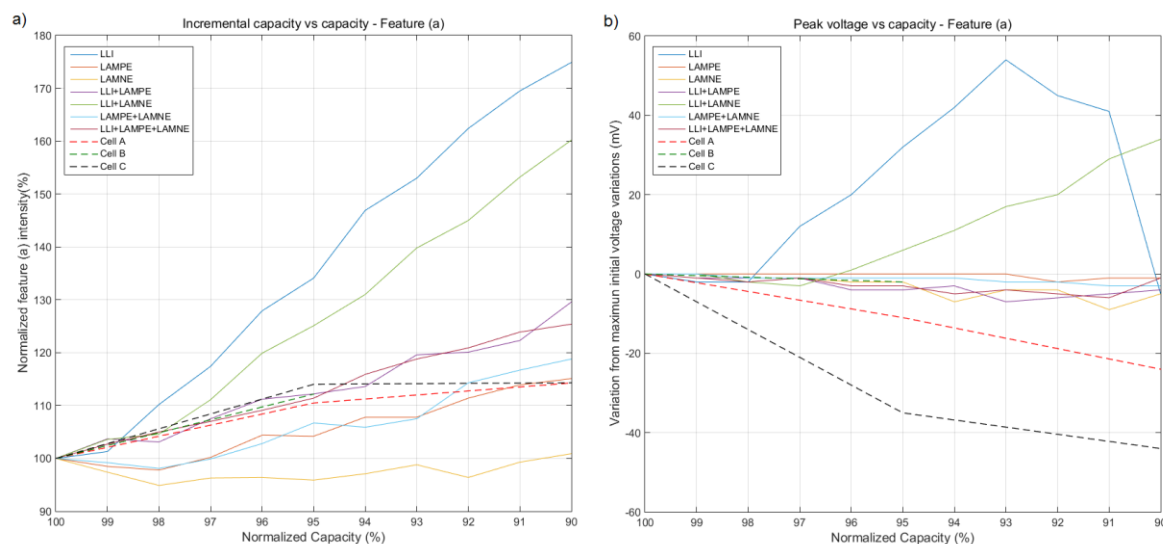 a)
Incremental capacity vs capacity - Feature (a)
180
170
160
150
140
130
120
110
100
90
Normalized feature (a) intensity(%)
LLI
LAMPE
LAMNE
LLI+LAMPE
LLI+LAMNE
LAMPE+LAMNE
LLI+LAMPE+LAMNE
Cell A
Cell B
Cell C
100 99 98 97 96 95 94 93 92 91 90
Normalized Capacity (%)
b)
Peak voltage vs capacity - Feature (a)
60
40
20
0
-20
-40
-60
Variation from maximun initial voltage variations (mV)
LLI
LAMPE
LAMNE
LLI+LAMPE
LLI+LAMNE
LAMPE+LAMNE
LLI+LAMPE+LAMNE
Cell A
Cell B
Cell C
100 99 98 97 96 95 94 93 92 91 90
Normalized Capacity (%)